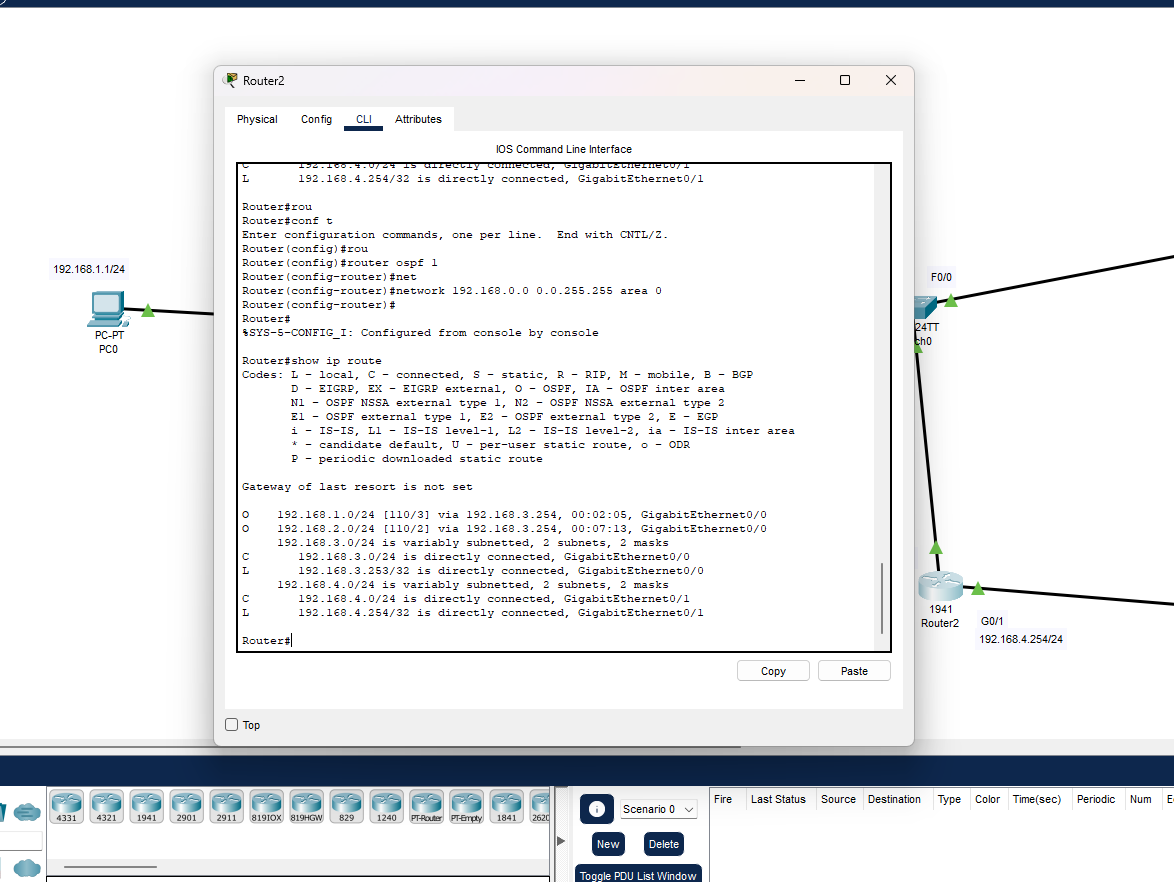 Router2
Physical Config CLI Attributes
IOS Command Line Interface
C 192.168.4.0/24 is directly connected, GigabitEthernet0/1
L 192.168.4.254/32 is directly connected, GigabitEthernet0/1
Router#rou
Router#conf t
Enter configuration commands, one per line. End with CNTL/Z.
Router(config)#rou
Router(config)#router ospf 1
Router(config-router)#net
Router(config-router)#network 192.168.0.0 0.0.255.255 area 0
Router(config-router)#
Router#
%SYS-5-CONFIG_I: Configured from console by console
Router#show ip route
Codes: L - local, C - connected, S - static, R - RIP, M - mobile, B - BGP
D - EIGRP, EX - EIGRP external, O - OSPF, IA - OSPF inter area
N1 - OSPF NSSA external type 1, N2 - OSPF NSSA external type 2
E1 - OSPF external type 1, E2 - OSPF external type 2, E - EGP
i - IS-IS, L1 - IS-IS level-1, L2 - IS-IS level-2, ia - IS-IS inter area
* - candidate default, U - per-user static route, o - ODR
P - periodic downloaded static route
Gateway of last resort is not set
O 192.168.1.0/24 [110/3] via 192.168.3.254, 00:02:05, GigabitEthernet0/0
O 192.168.2.0/24 [110/2] via 192.168.3.254, 00:07:13, GigabitEthernet0/0
192.168.3.0/24 is variably subnetted, 2 subnets, 2 masks
C 192.168.3.0/24 is directly connected, GigabitEthernet0/0
L 192.168.3.253/32 is directly connected, GigabitEthernet0/0
192.168.4.0/24 is variably subnetted, 2 subnets, 2 masks
C 192.168.4.0/24 is directly connected, GigabitEthernet0/1
L 192.168.4.254/32 is directly connected, GigabitEthernet0/1
Router#
Copy Paste
Top
192.168.1.1/24
PC-PT
PC0
F0/0
24TT
ch0
1941
Router2
G0/1
192.168.4.254/24
4331 4321 1941 2901 2911 819IOX 819HGW 829 1240 PT-Router PT-Empty 1841 2620
Scenario 0
New Delete
Toggle PDU List Window
Fire Last Status Source Destination Type Color Time(sec) Periodic Num E